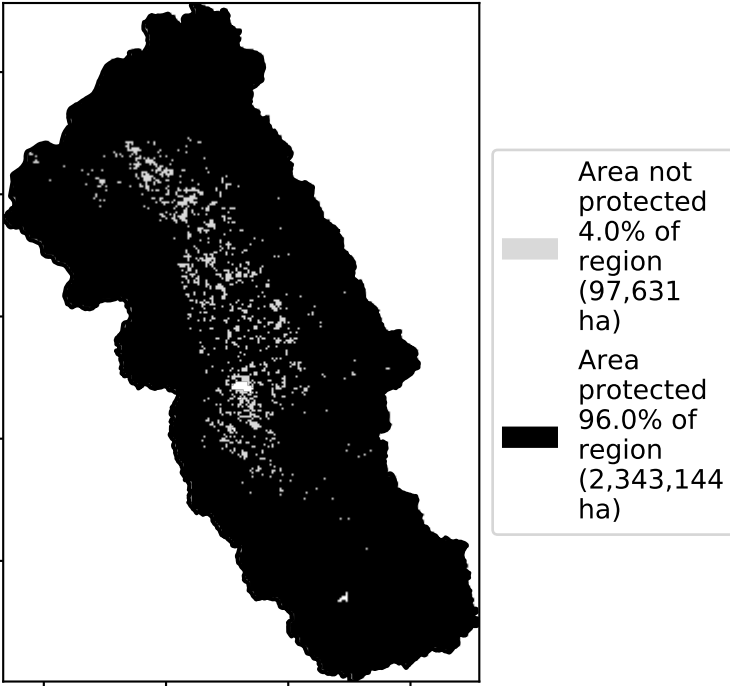 Area not
protected
4.0% of
region
(97,631
ha)
Area
protected
96.0% of
region
(2,343,144
ha)